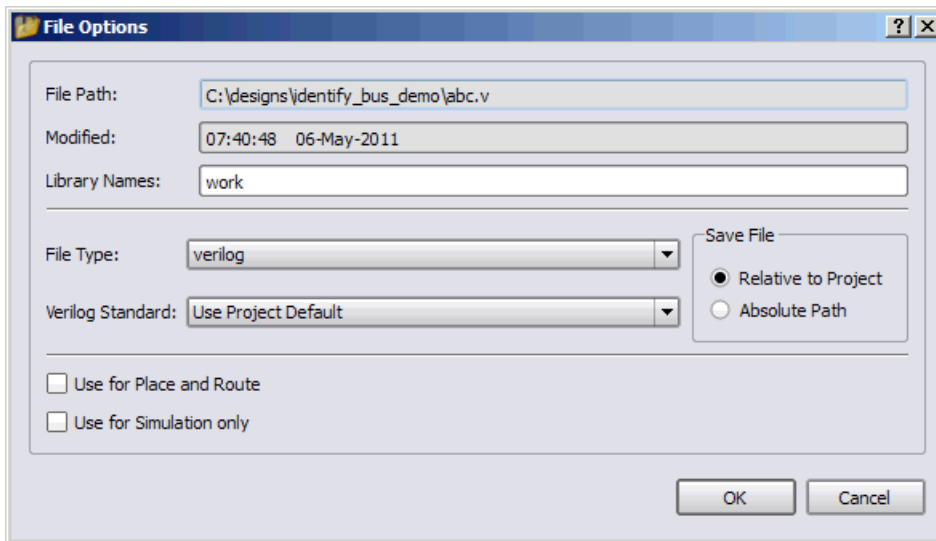 File Options
File Path: C:\designs\identify_bus_demo\abc.v
Modified: 07:40:48 06-May-2011
Library Names: work
Save File
File Type: verilog
Relative to Project
Verilog Standard: Use Project Default
Absolute Path
Use for Place and Route
Use for Simulation only
OK Cancel